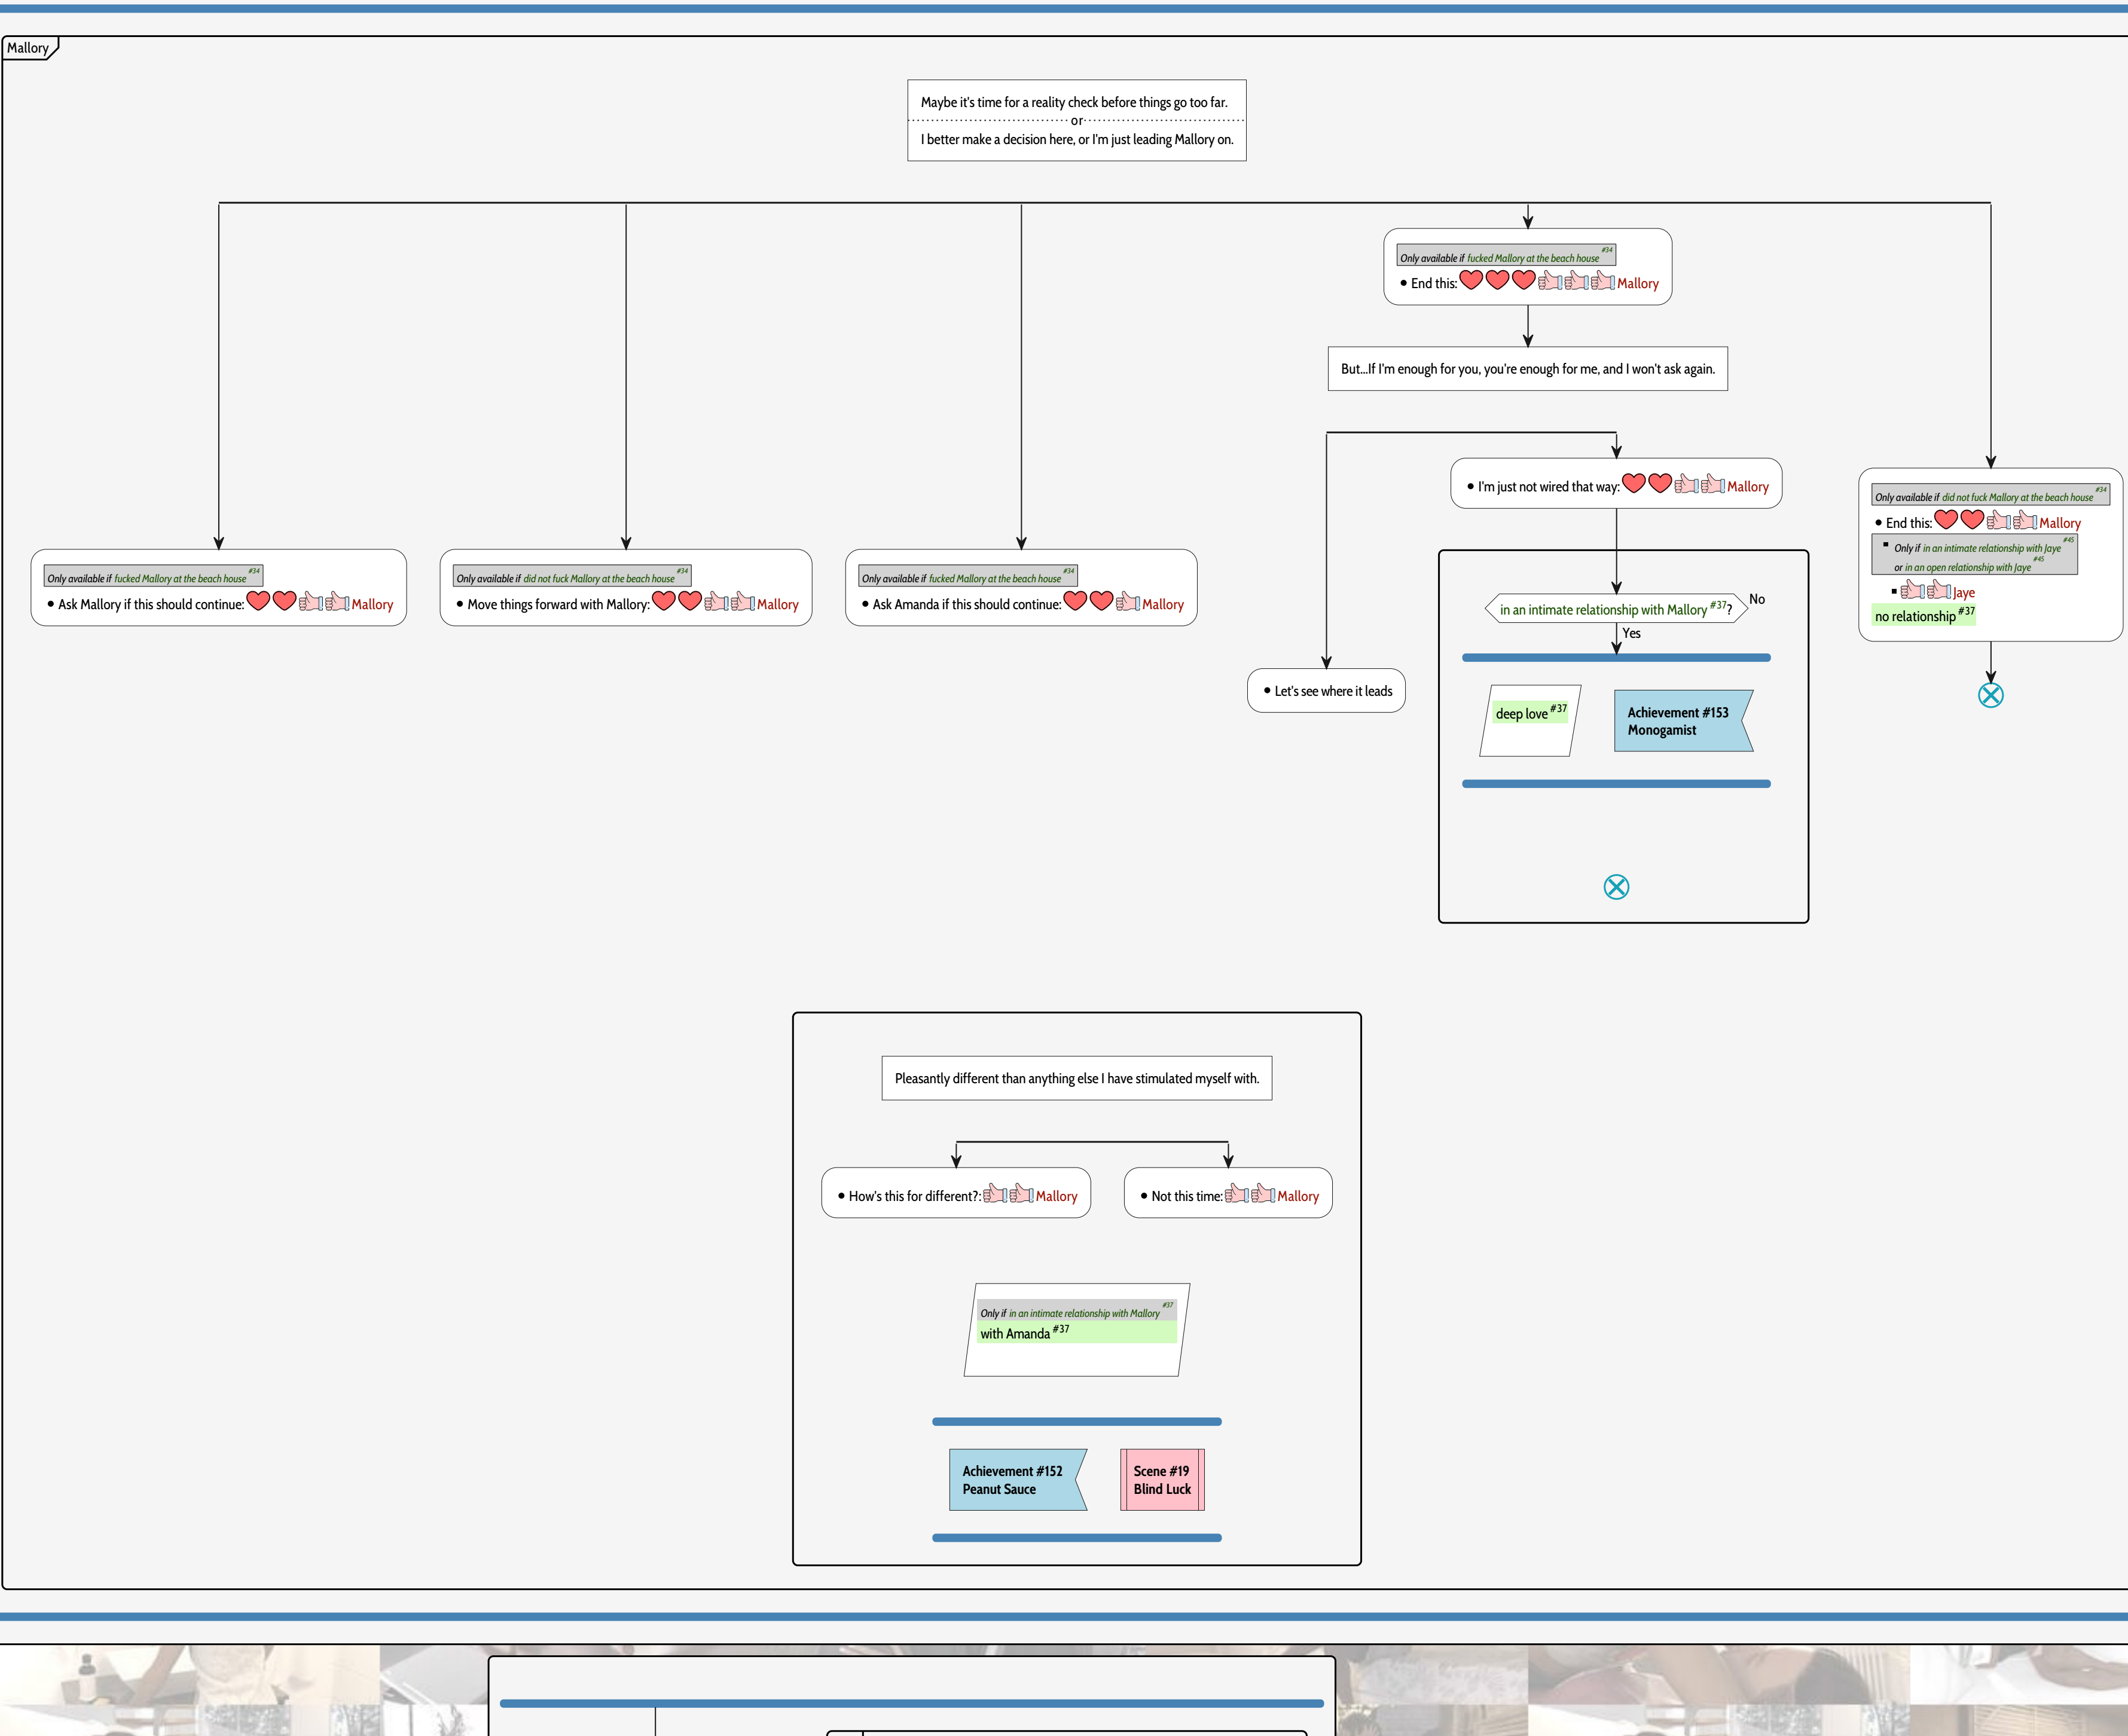 Mallory
Maybe it's time for a reality check before things go too far.
or
I better make a decision here, or I'm just leading Mallory on.
Only available if fucked Mallory at the beach house #34
• End this: Mallory
But...If I'm enough for you, you're enough for me, and I won't ask again.
• I'm just not wired that way: Mallory
Only available if did not fuck Mallory at the beach house #34
• End this: Mallory
Only if in an intimate relationship with Jaye #45
or in an open relationship with Jaye #45
Jaye
no relationship #37
Only available if fucked Mallory at the beach house #34
• Ask Mallory if this should continue: Mallory
Only available if did not fuck Mallory at the beach house #34
• Move things forward with Mallory: Mallory
Only available if fucked Mallory at the beach house #34
• Ask Amanda if this should continue: Mallory
in an intimate relationship with Mallory #37?
No
Yes
• Let's see where it leads
deep love #37
Achievement #153
Monogamist
Pleasantly different than anything else I have stimulated myself with.
• How's this for different?: Mallory
• Not this time: Mallory
Only if in an intimate relationship with Mallory #37
with Amanda #37
Achievement #152
Peanut Sauce
Scene #19
Blind Luck